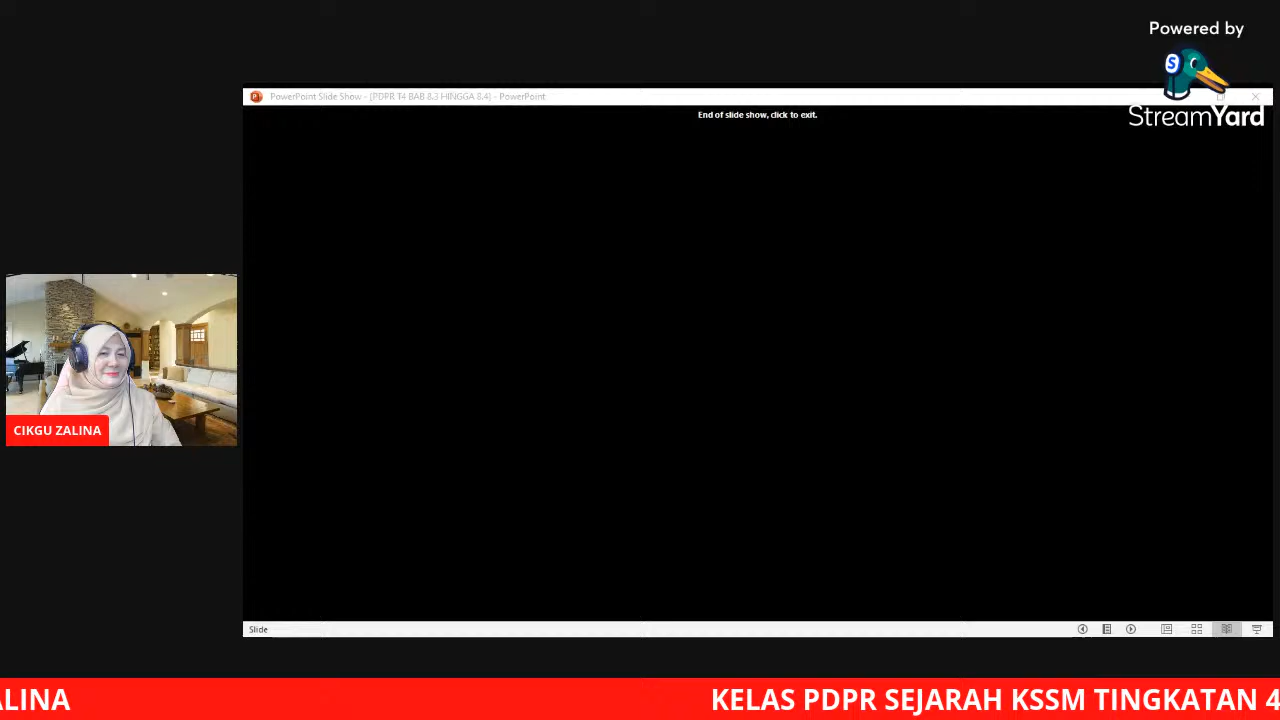 Powered by
S
StreamYard
PowerPoint Slide Show - [PDPR T4 BAB 8.3 HINGGA 8.4] - PowerPoint
End of slide show, click to exit.
CIKGU ZALINA
Slide
ALINA
KELAS PDPR SEJARAH KSSM TINGKATAN 4